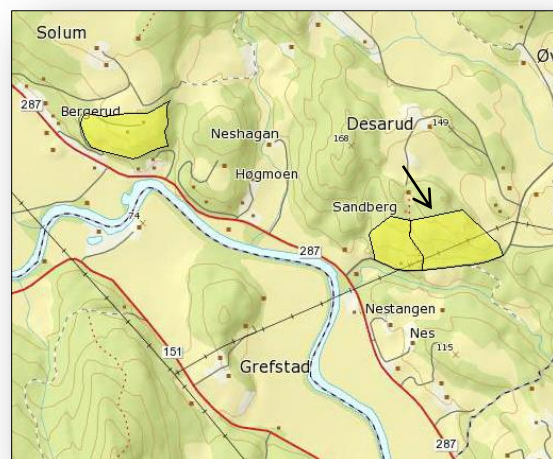 Solum
Øv
287
Bergerud
Neshagan
Desarud
149
168
Høgmoen
Sandberg
74
287
Nestangen
Nes
115
151
Grefstad
287